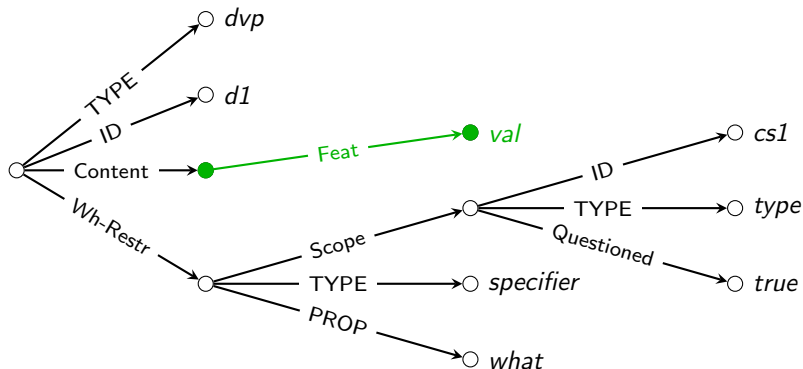 TYPE dvp
ID d1
Content
Feat val
Wh-Restr
Scope
ID cs1
TYPE type
Questioned true
TYPE specifier
PROP what